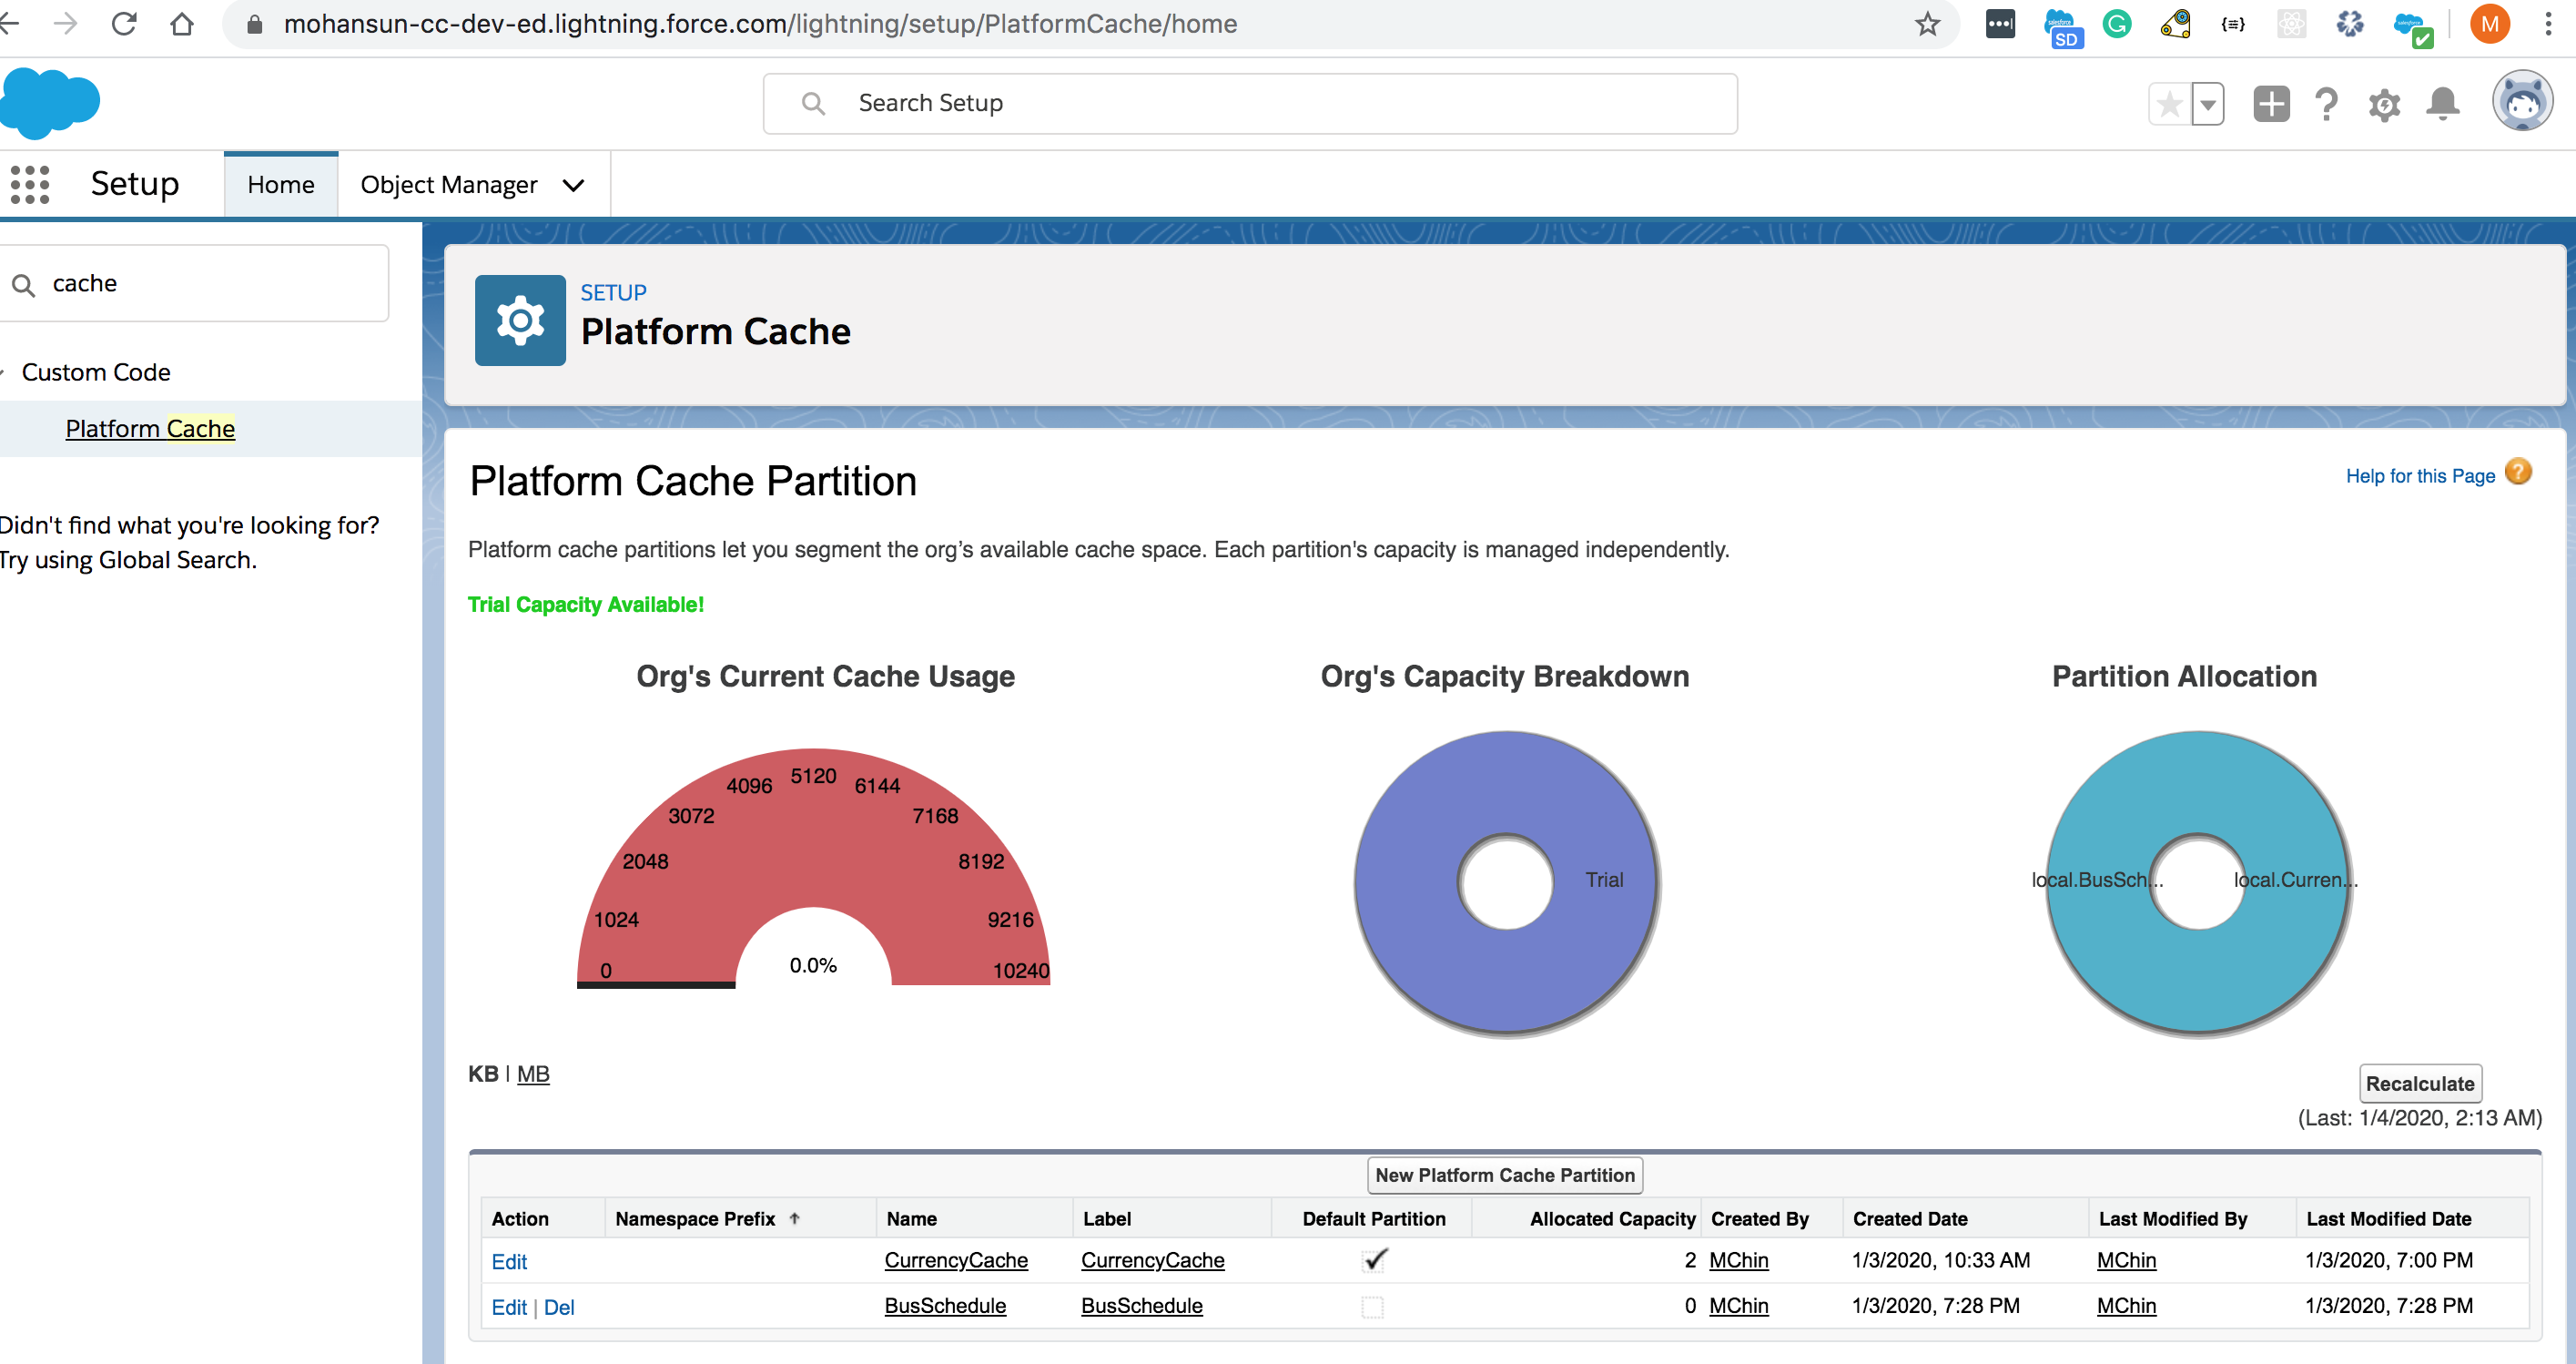 mohansun-cc-dev-ed.lightning.force.com/lightning/setup/PlatformCache/home
SD
M
Search Setup
Setup
Home
Object Manager
cache
Custom Code
Platform Cache
Didn't find what you're looking for?
Try using Global Search.
SETUP
Platform Cache
Platform Cache Partition
Help for this Page
Platform cache partitions let you segment the org's available cache space. Each partition's capacity is managed independently.
Trial Capacity Available!
Org's Current Cache Usage
0
1024
2048
3072
4096
5120
6144
7168
8192
9216
10240
0.0%
Org's Capacity Breakdown
Trial
Partition Allocation
local.BusSch...
local.Curren...
KB | MB
Recalculate
(Last: 1/4/2020, 2:13 AM)
New Platform Cache Partition
Action Namespace Prefix Name Label Default Partition Allocated Capacity Created By Created Date Last Modified By Last Modified Date
Edit CurrencyCache CurrencyCache 2 MChin 1/3/2020, 10:33 AM MChin 1/3/2020, 7:00 PM
Edit | Del BusSchedule BusSchedule 0 MChin 1/3/2020, 7:28 PM MChin 1/3/2020, 7:28 PM